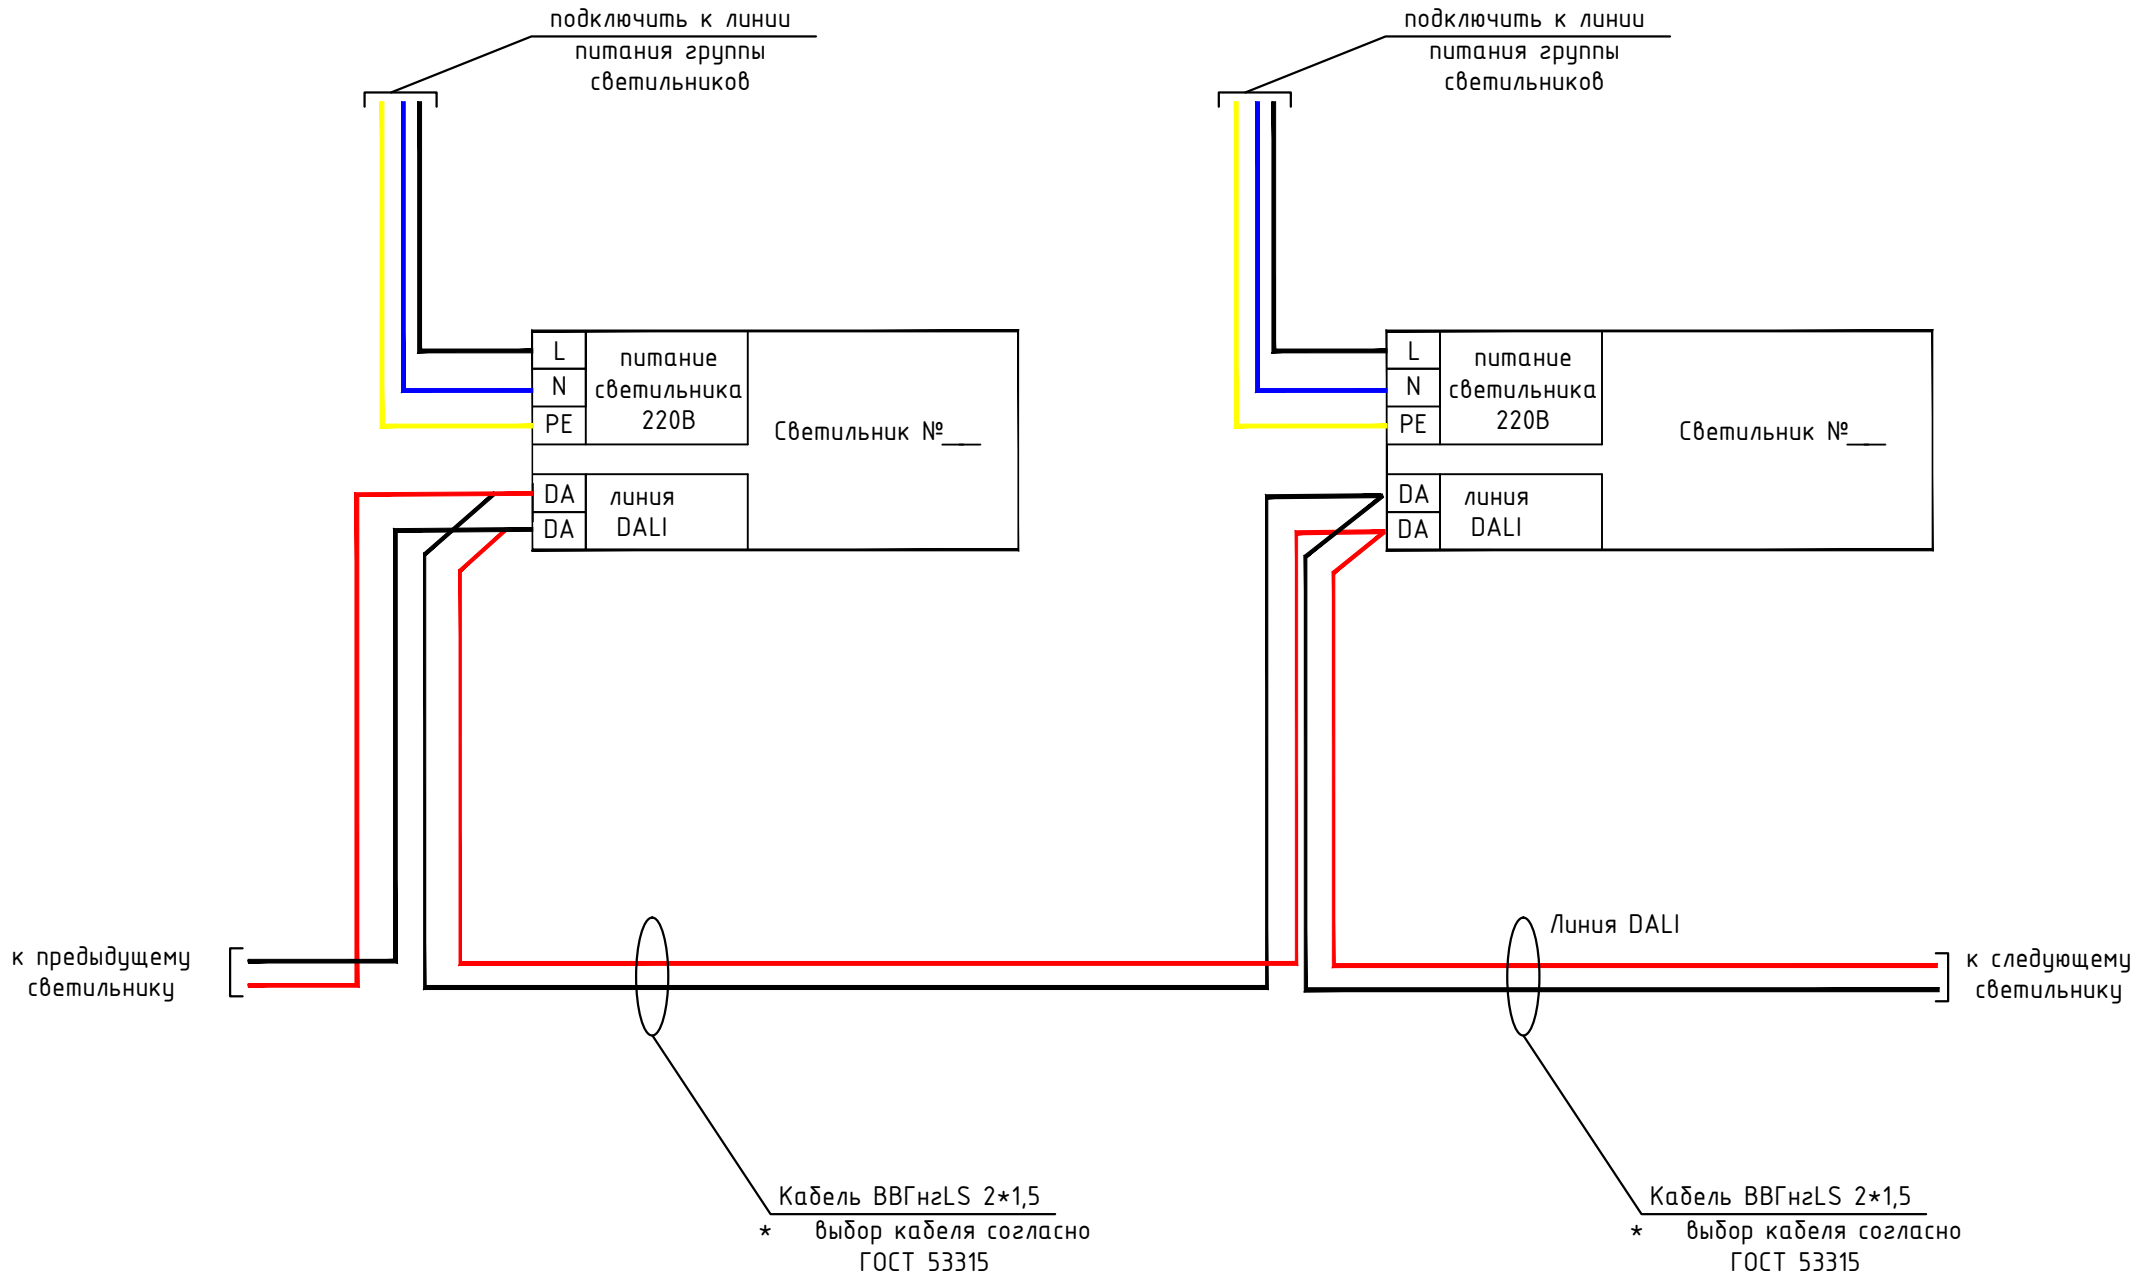 подключить к линии
питания группы
светильников
подключить к линии
питания группы
светильников
L
N
PE
питание
светильника
220В
Светильник №___
DA
DA
линия
DALI
L
N
PE
питание
светильника
220В
Светильник №___
DA
DA
линия
DALI
к предыдущему
светильнику
Линия DALI
к следующему
светильнику
Кабель ВВГнгLS 2*1,5
* выбор кабеля согласно
ГОСТ 53315
Кабель ВВГнгLS 2*1,5
* выбор кабеля согласно
ГОСТ 53315